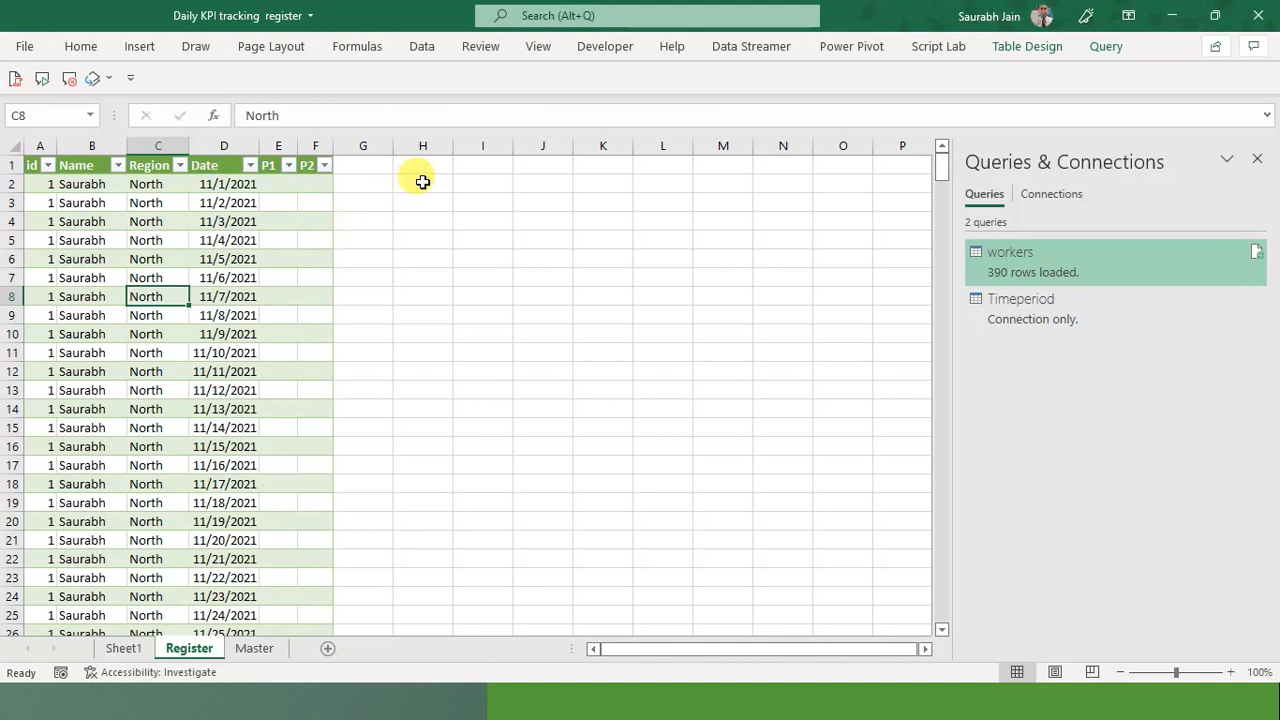 Daily KPI tracking register
Search (Alt+Q)
Saurabh Jain
File Home Insert Draw Page Layout Formulas Data Review View Developer Help Data Streamer Power Pivot Script Lab Table Design Query
C8 fx North
A B C D E F G H I J K L M N O P
1 id Name Region Date P1 P2
2 1 Saurabh North 11/1/2021
3 1 Saurabh North 11/2/2021
4 1 Saurabh North 11/3/2021
5 1 Saurabh North 11/4/2021
6 1 Saurabh North 11/5/2021
7 1 Saurabh North 11/6/2021
8 1 Saurabh North 11/7/2021
9 1 Saurabh North 11/8/2021
10 1 Saurabh North 11/9/2021
11 1 Saurabh North 11/10/2021
12 1 Saurabh North 11/11/2021
13 1 Saurabh North 11/12/2021
14 1 Saurabh North 11/13/2021
15 1 Saurabh North 11/14/2021
16 1 Saurabh North 11/15/2021
17 1 Saurabh North 11/16/2021
18 1 Saurabh North 11/17/2021
19 1 Saurabh North 11/18/2021
20 1 Saurabh North 11/19/2021
21 1 Saurabh North 11/20/2021
22 1 Saurabh North 11/21/2021
23 1 Saurabh North 11/22/2021
24 1 Saurabh North 11/23/2021
25 1 Saurabh North 11/24/2021
26 1 Saurabh North 11/25/2021
Queries & Connections
Queries Connections
2 queries
workers
390 rows loaded.
Timeperiod
Connection only.
Sheet1 Register Master
Ready Accessibility: Investigate 100%